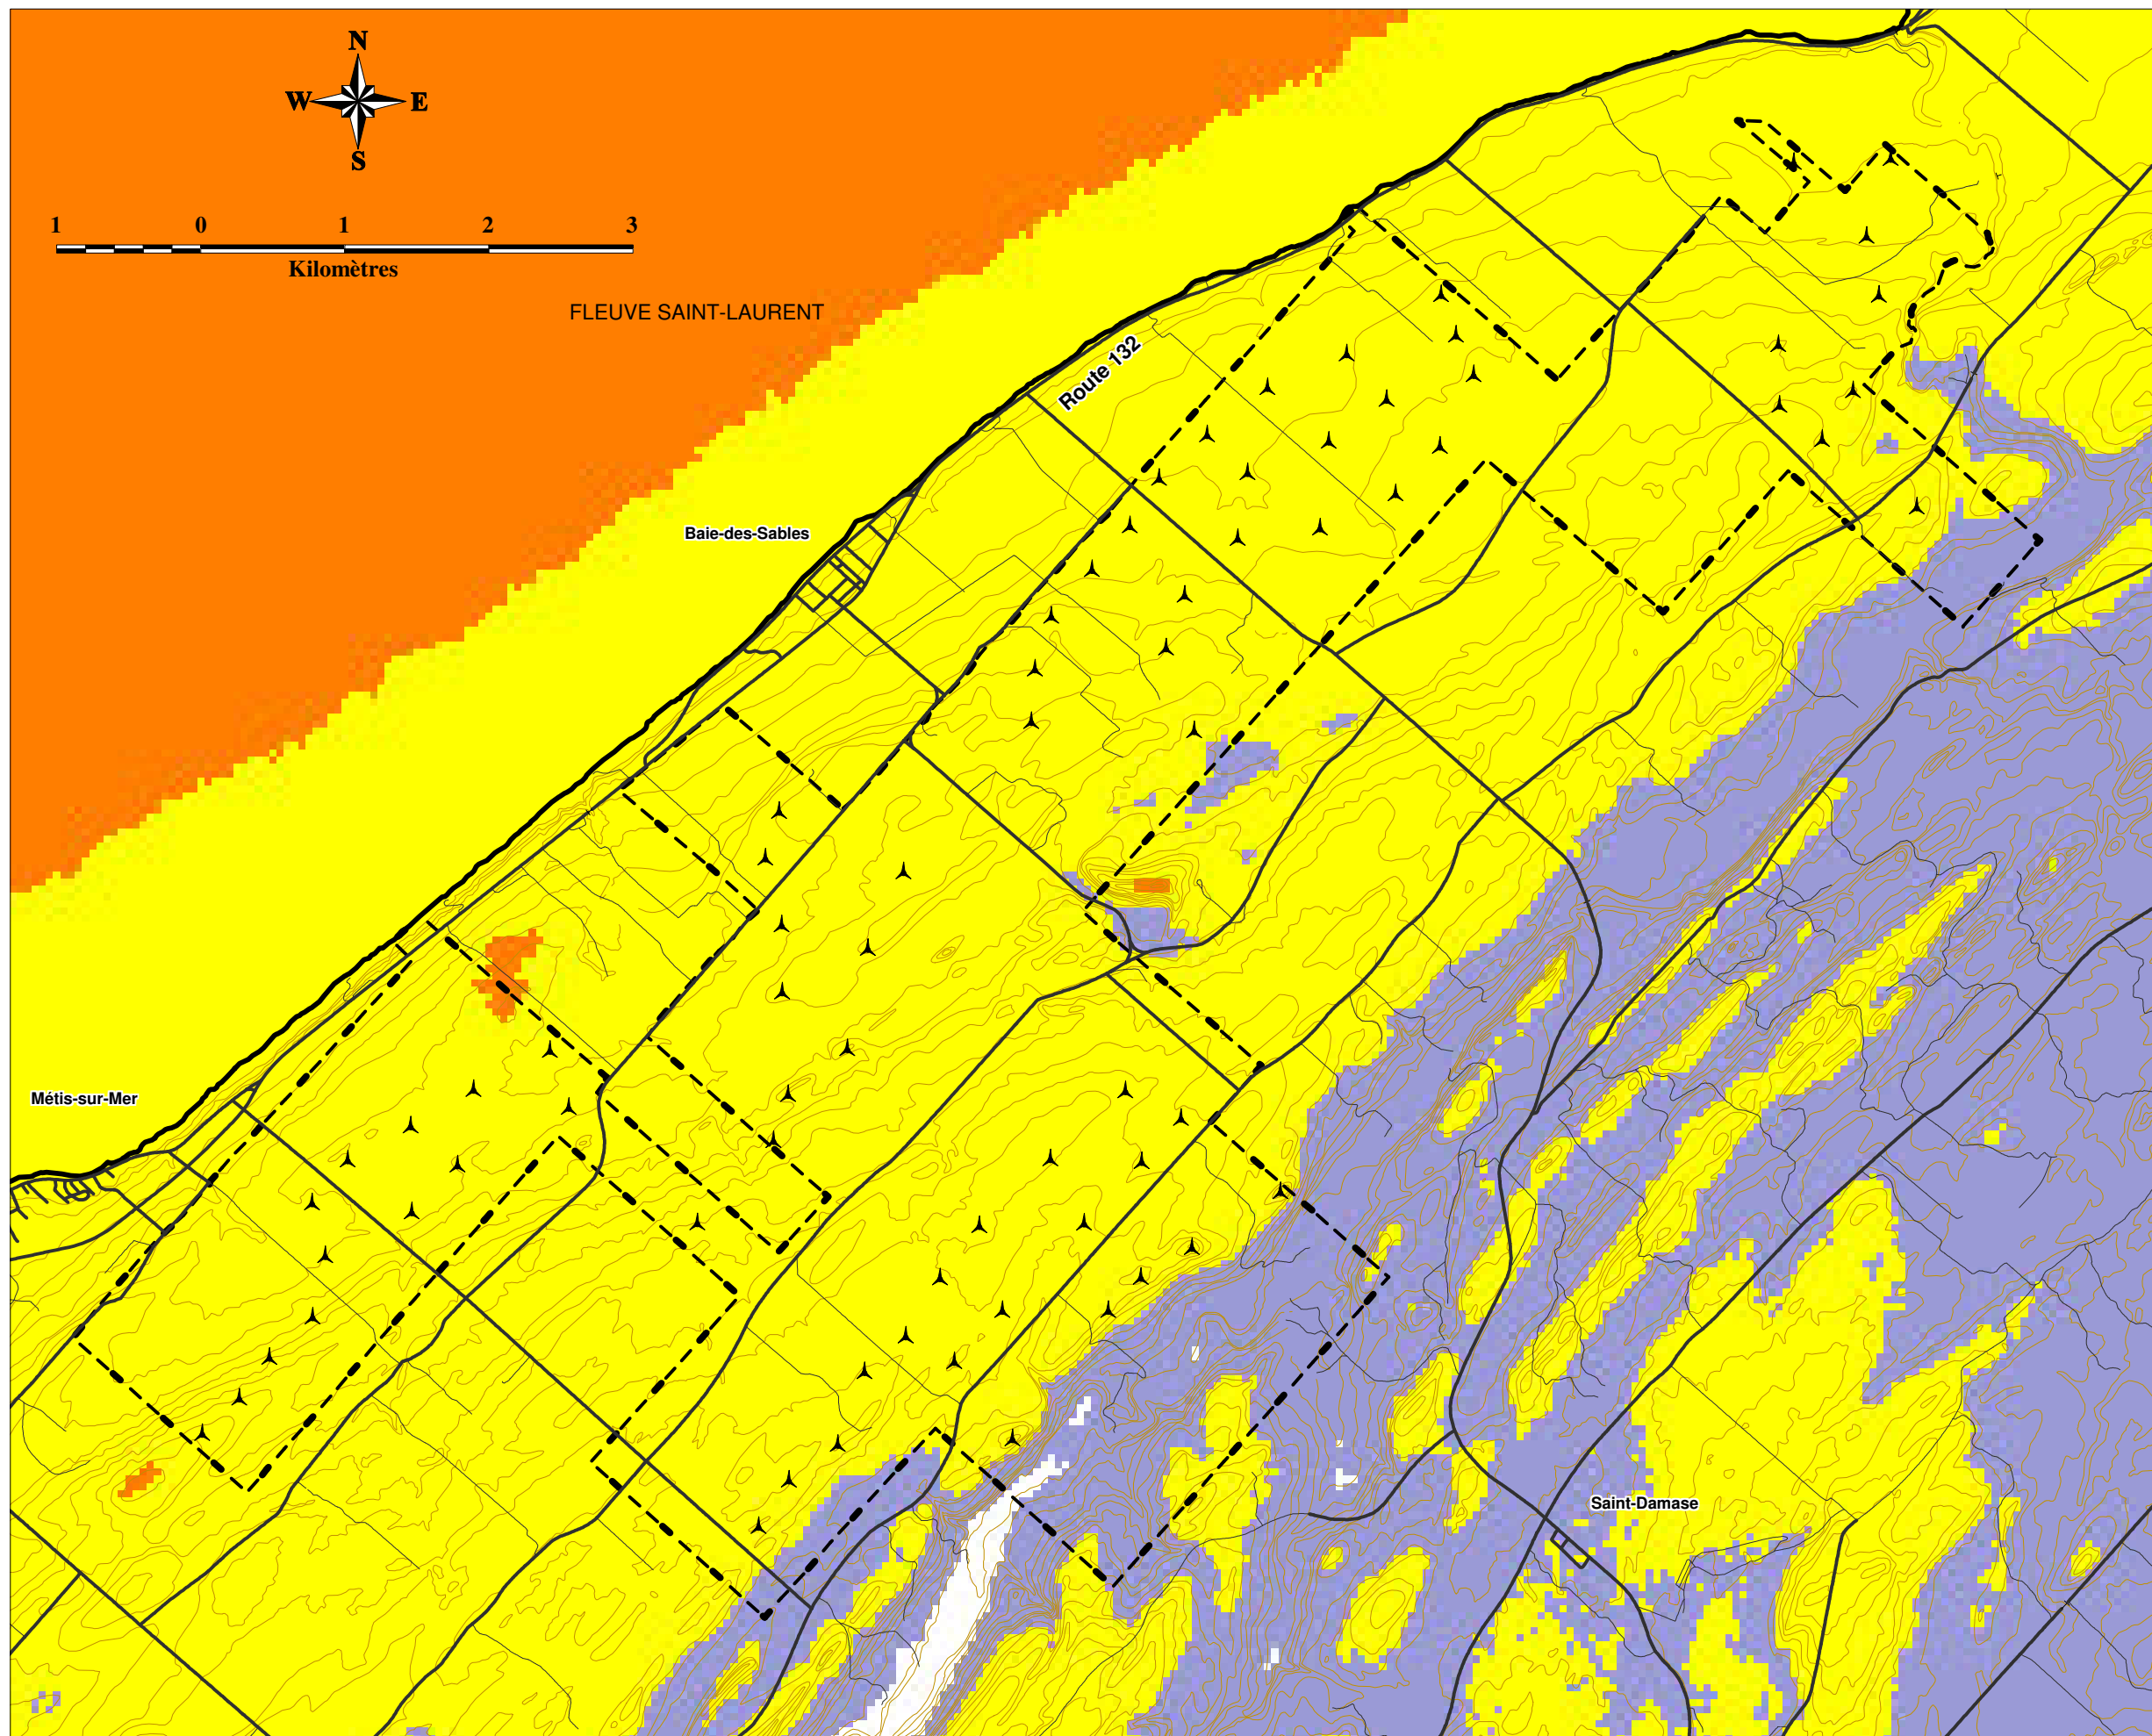 N
W E
S
1 0 1 2 3
Kilomètres
FLEUVE SAINT-LAURENT
Route 132
Baie-des-Sables
Métis-sur-Mer
Saint-Damase